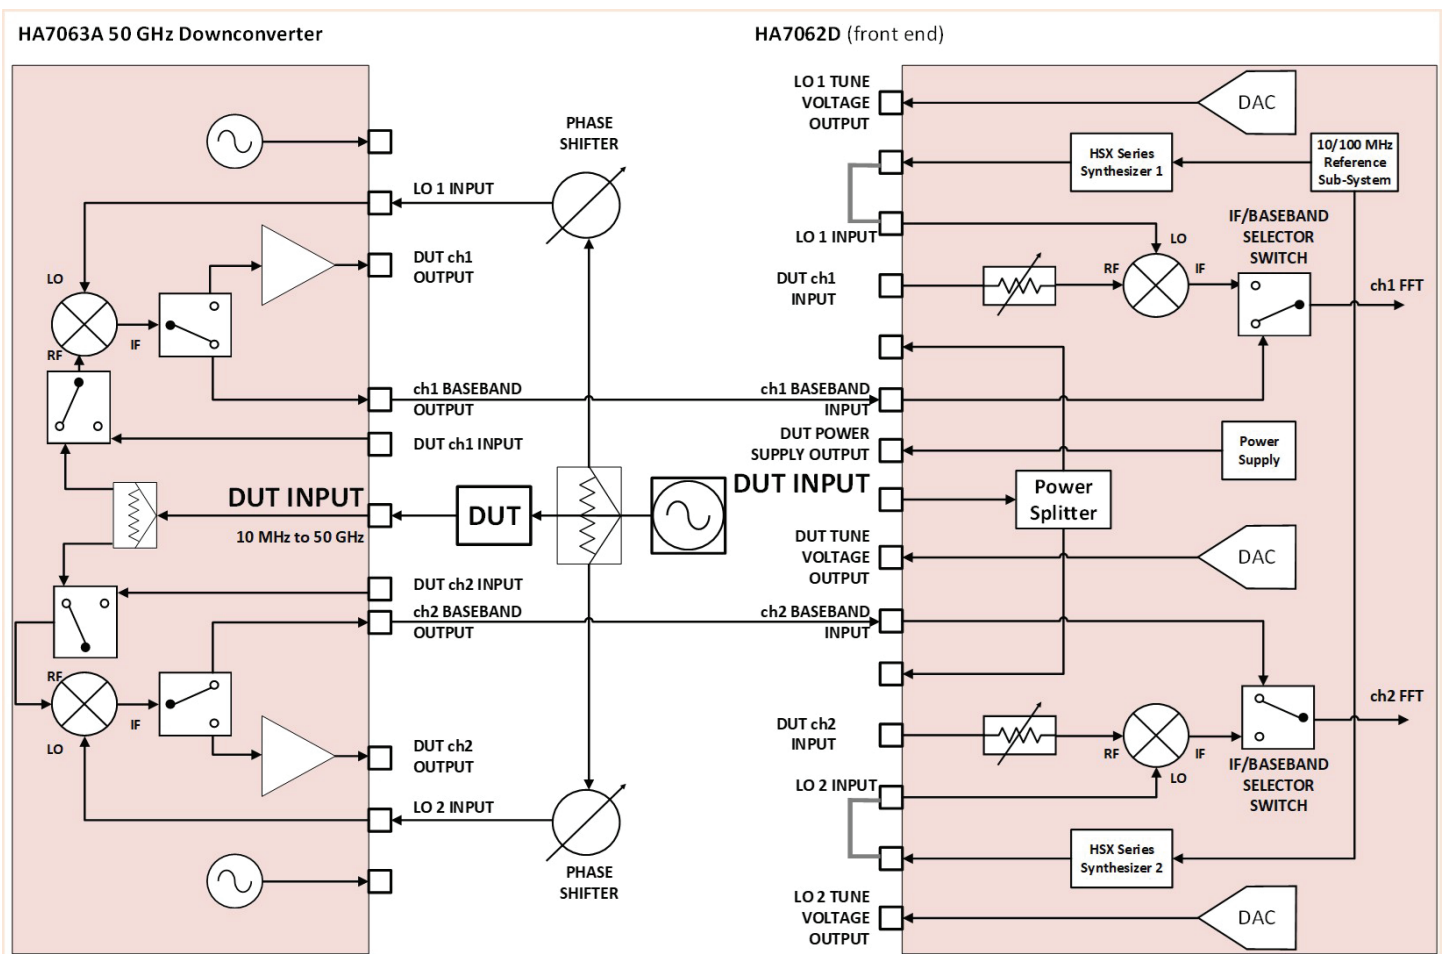 HA7063A 50 GHz Downconverter
LO 1 INPUT
DUT ch1
OUTPUT
LO
RF
IF
ch1 BASEBAND
OUTPUT
DUT ch1 INPUT
DUT INPUT
10 MHz to 50 GHz
DUT ch2 INPUT
ch2 BASEBAND
OUTPUT
RF
IF
LO
DUT ch2
OUTPUT
LO 2 INPUT
PHASE
SHIFTER
DUT
PHASE
SHIFTER
HA7062D (front end)
LO 1 TUNE
VOLTAGE
OUTPUT
DAC
HSX Series
Synthesizer 1
10/100 MHz
Reference
Sub-System
LO 1 INPUT
LO
IF/BASEBAND
SELECTOR
SWITCH
DUT ch1
INPUT
RF
IF
ch1 FFT
ch1 BASEBAND
INPUT
DUT POWER
SUPPLY OUTPUT
Power
Supply
DUT INPUT
Power
Splitter
DUT TUNE
VOLTAGE
OUTPUT
DAC
ch2 BASEBAND
INPUT
ch2 FFT
DUT ch2
INPUT
RF
IF
LO
IF/BASEBAND
SELECTOR
SWITCH
LO 2 INPUT
HSX Series
Synthesizer 2
LO 2 TUNE
VOLTAGE
OUTPUT
DAC